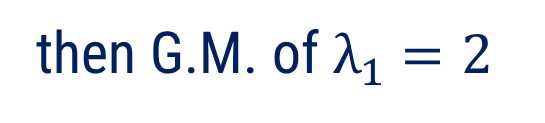 then G.M. of λ₁ = 2